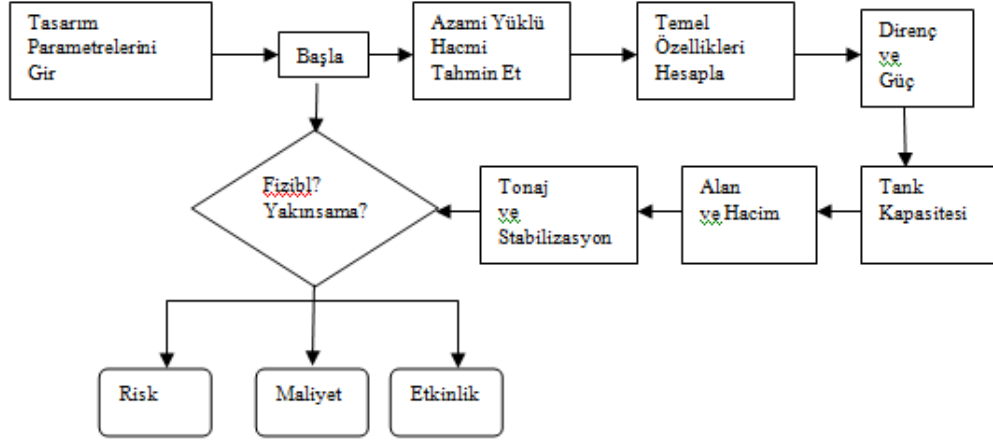 Tasarım
Parametrelerini
Gir
Başla
Azami Yüklü
Hacmi
Tahmin Et
Temel
Özellikleri
Hesapla
Direnç
ve
Güç
Fizibl?
Yakınsama?
Tonaj
ve
Stabilizasyon
Alan
ve Hacim
Tank
Kapasitesi
Risk
Maliyet
Etkinlik